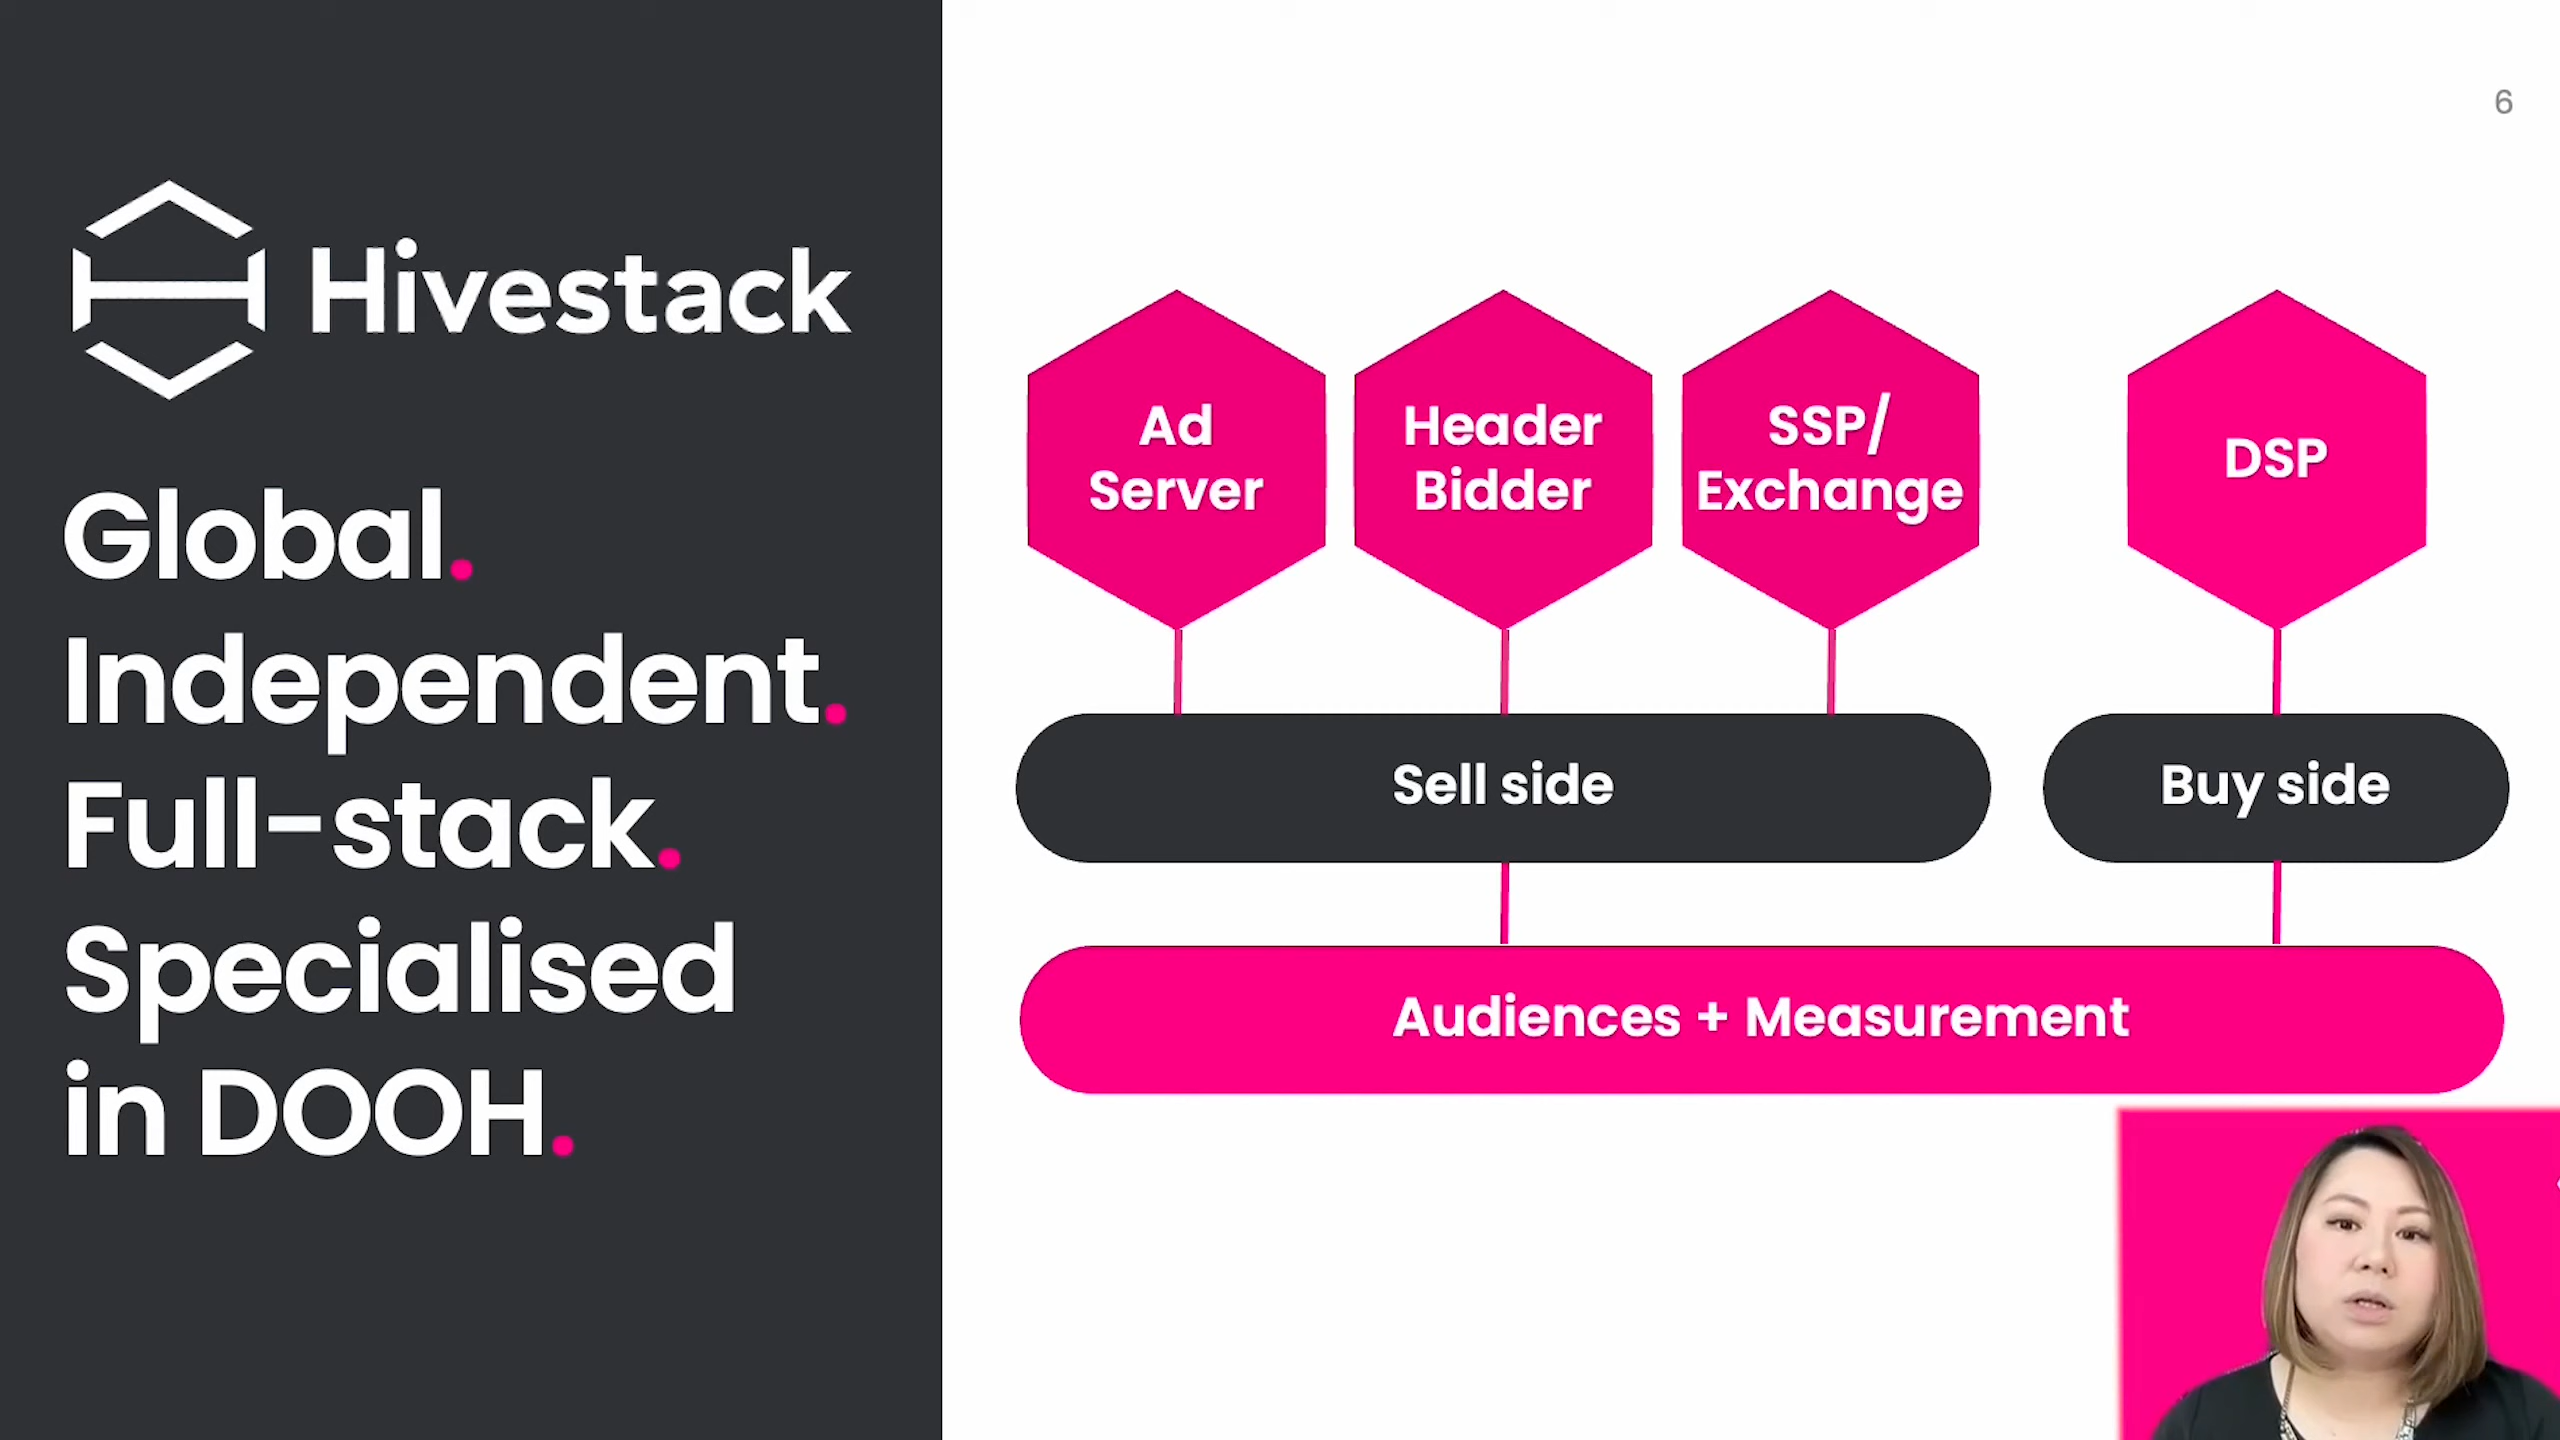 6
Hivestack
Global.
Independent.
Full-stack.
Specialised
in DOOH.
Ad
Server
Header
Bidder
SSP/
Exchange
DSP
Sell side
Buy side
Audiences + Measurement